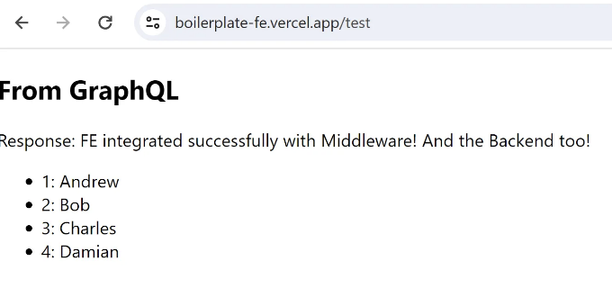 boilerplate-fe.vercel.app/test
From GraphQL
Response: FE integrated successfully with Middleware! And the Backend too!
1: Andrew
2: Bob
3: Charles
4: Damian